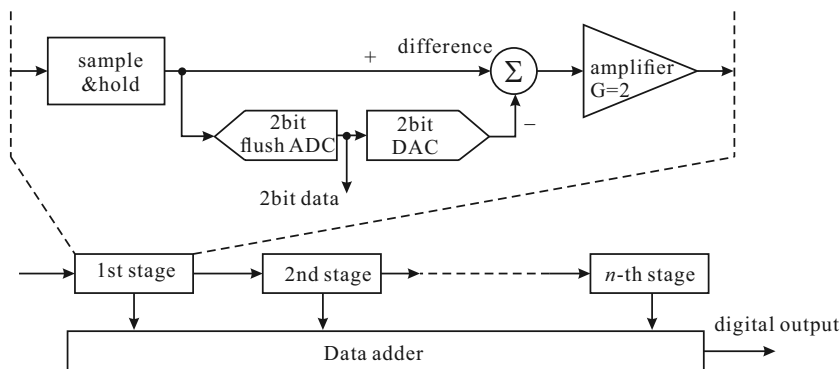 sample
&hold
+
difference
Σ
amplifier
G=2
2bit
flush ADC
2bit
DAC
−
2bit data
1st stage
2nd stage
n-th stage
digital output
Data adder